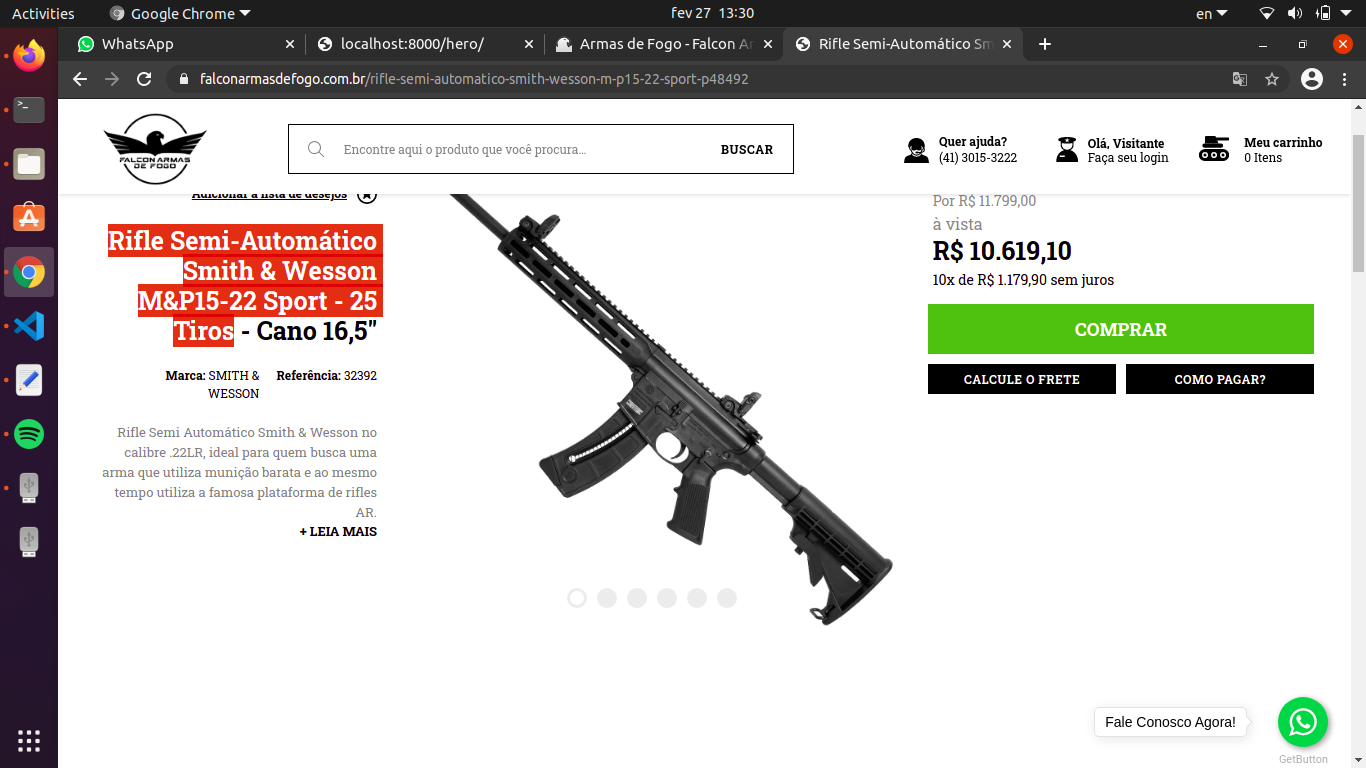 Activities
Google Chrome
fev 27 13:30
en
WhatsApp
localhost:8000/hero/
Armas de Fogo - Falcon Ar
Rifle Semi-Automático Sm
falconarmasdefogo.com.br/rifle-semi-automatico-smith-wesson-m-p15-22-sport-p48492
FALCON ARMAS
DE FOGO
Encontre aqui o produto que você procura...
BUSCAR
Quer ajuda?
(41) 3015-3222
Olá, Visitante
Faça seu login
Meu carrinho
0 Itens
Adicionar à lista de desejos
Rifle Semi-Automático
Smith & Wesson
M&P15-22 Sport - 25
Tiros - Cano 16,5"
Marca: SMITH &
WESSON
Referência: 32392
Rifle Semi Automático Smith & Wesson no
calibre .22LR, ideal para quem busca uma
arma que utiliza munição barata e ao mesmo
tempo utiliza a famosa plataforma de rifles
AR.
+ LEIA MAIS
Por R$ 11.799,00
à vista
R$ 10.619,10
10x de R$ 1.179,90 sem juros
COMPRAR
CALCULE O FRETE
COMO PAGAR?
Fale Conosco Agora!
GetButton